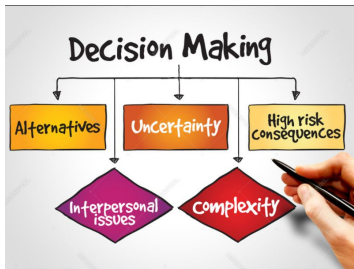 Decision Making
Alternatives
Uncertainty
High risk
consequences
Interpersonal
issues
Complexity